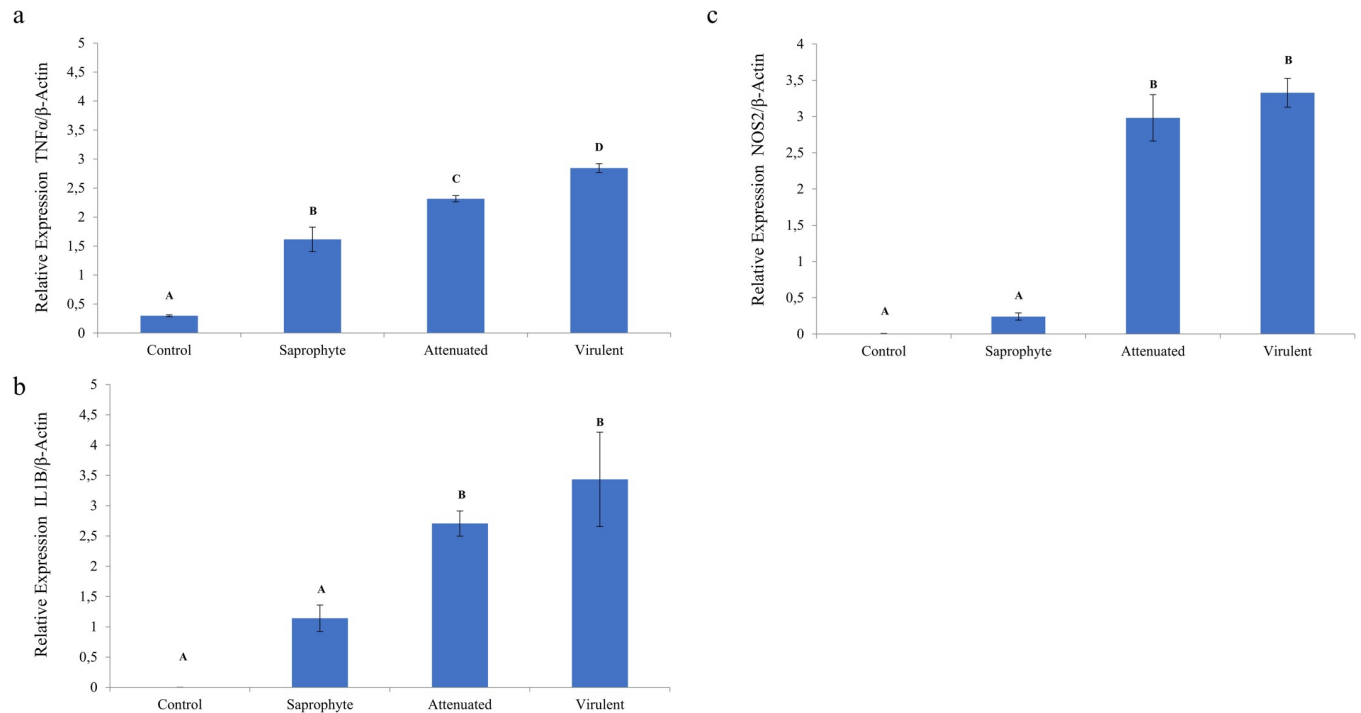 a
Relative Expression TNFα/β-Actin
5
4,5
4
3,5
3
2,5
2
1,5
1
0,5
0
A
B
C
D
Control Saprophyte Attenuated Virulent
b
Relative Expression IL1B/β-Actin
5
4,5
4
3,5
3
2,5
2
1,5
1
0,5
0
A
A
B
B
Control Saprophyte Attenuated Virulent
c
Relative Expression NOS2/β-Actin
4
3,5
3
2,5
2
1,5
1
0,5
0
A
A
B
B
Control Saprophyte Attenuated Virulent